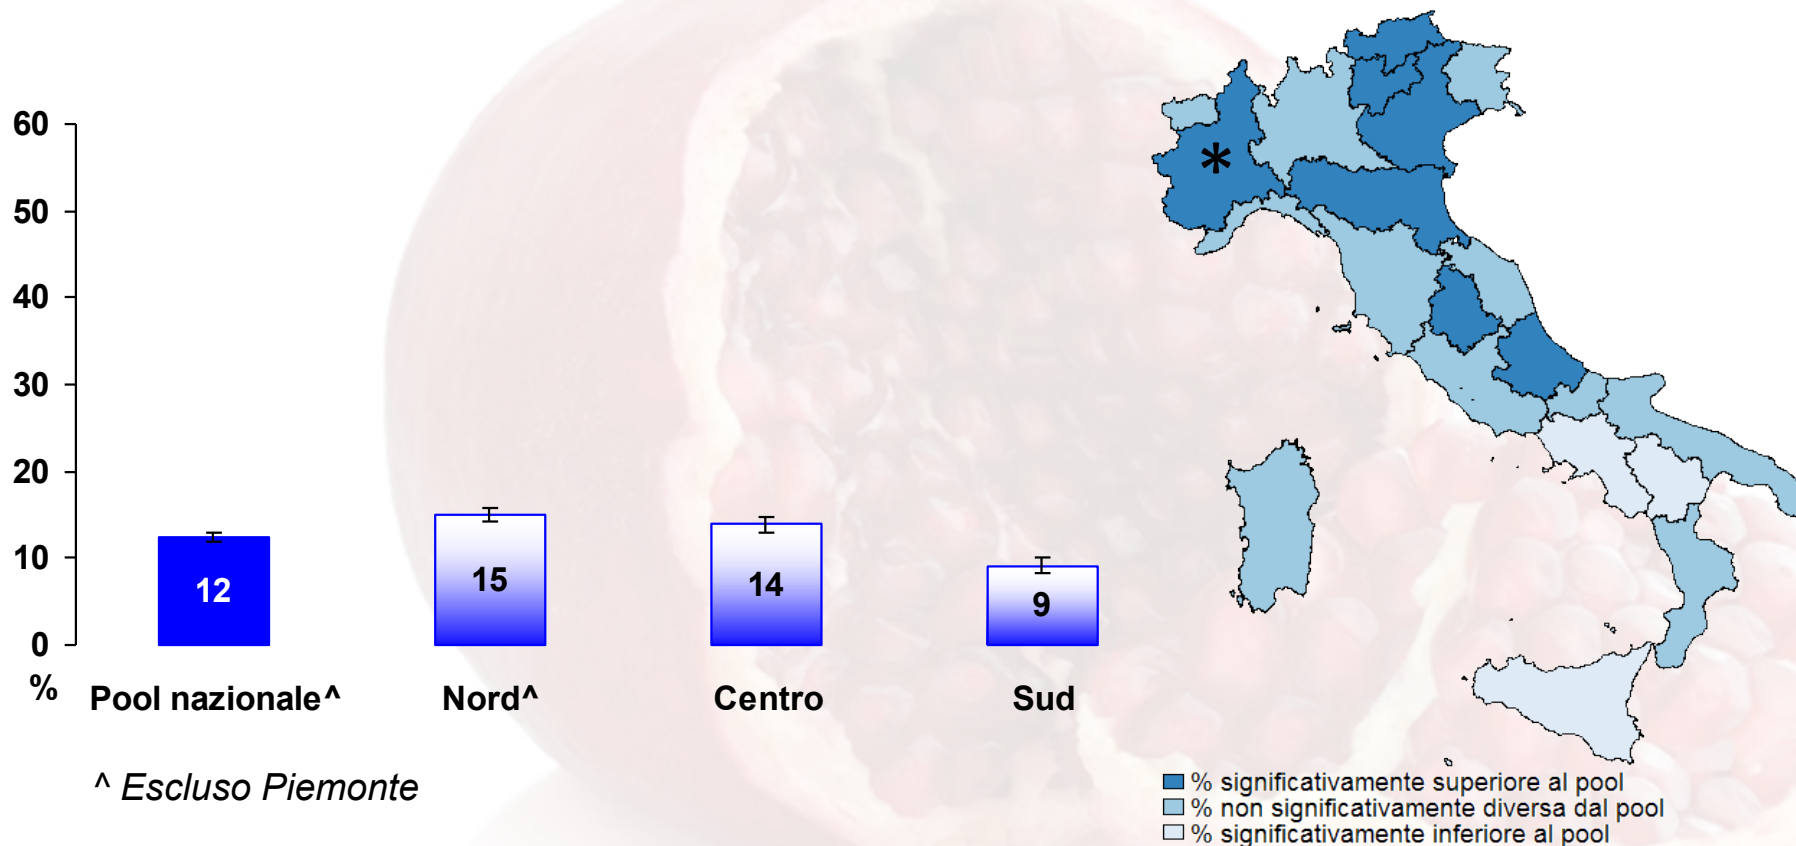 60
50
40
30
20
10
0
%
12
15
14
9
Pool nazionale^
Nord^
Centro
Sud
^ Escluso Piemonte
*
% significativamente superiore al pool
% non significativamente diversa dal pool
% significativamente inferiore al pool